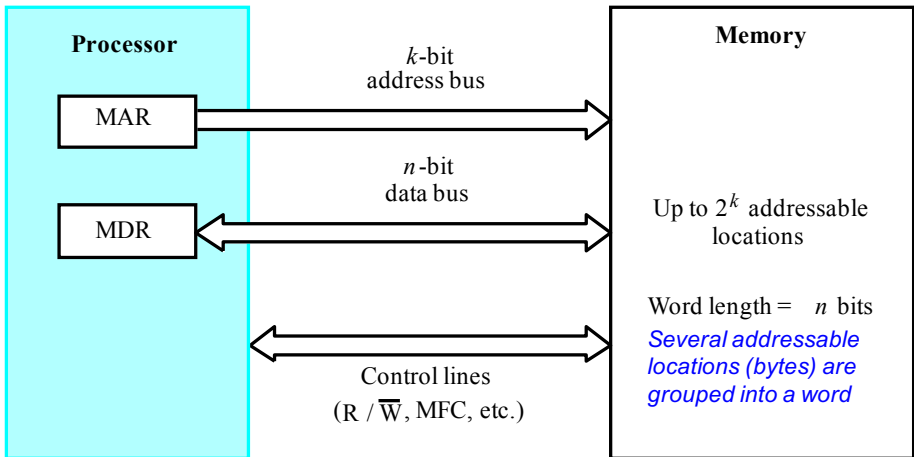 Processor
MAR
MDR
k-bit
address bus
n-bit
data bus
Control lines
(R / W̅, MFC, etc.)
Memory
Up to 2ᵏ addressable
locations
Word length = n bits
Several addressable
locations (bytes) are
grouped into a word